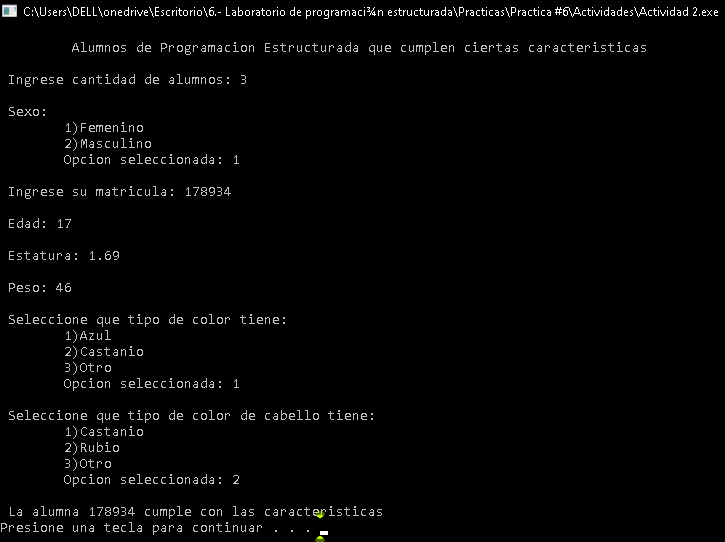 C:\Users\DELL\onedrive\Escritorio\6.- Laboratorio de programaci¾n estructurada\Practicas\Practica #6\Actividades\Actividad 2.exe
Alumnos de Programacion Estructurada que cumplen ciertas caracteristicas
Ingrese cantidad de alumnos: 3
Sexo:
1)Femenino
2)Masculino
Opcion seleccionada: 1
Ingrese su matricula: 178934
Edad: 17
Estatura: 1.69
Peso: 46
Seleccione que tipo de color tiene:
1)Azul
2)Castanio
3)Otro
Opcion seleccionada: 1
Seleccione que tipo de color de cabello tiene:
1)Castanio
2)Rubio
3)Otro
Opcion seleccionada: 2
La alumna 178934 cumple con las caracteristicas
Presione una tecla para continuar . . .